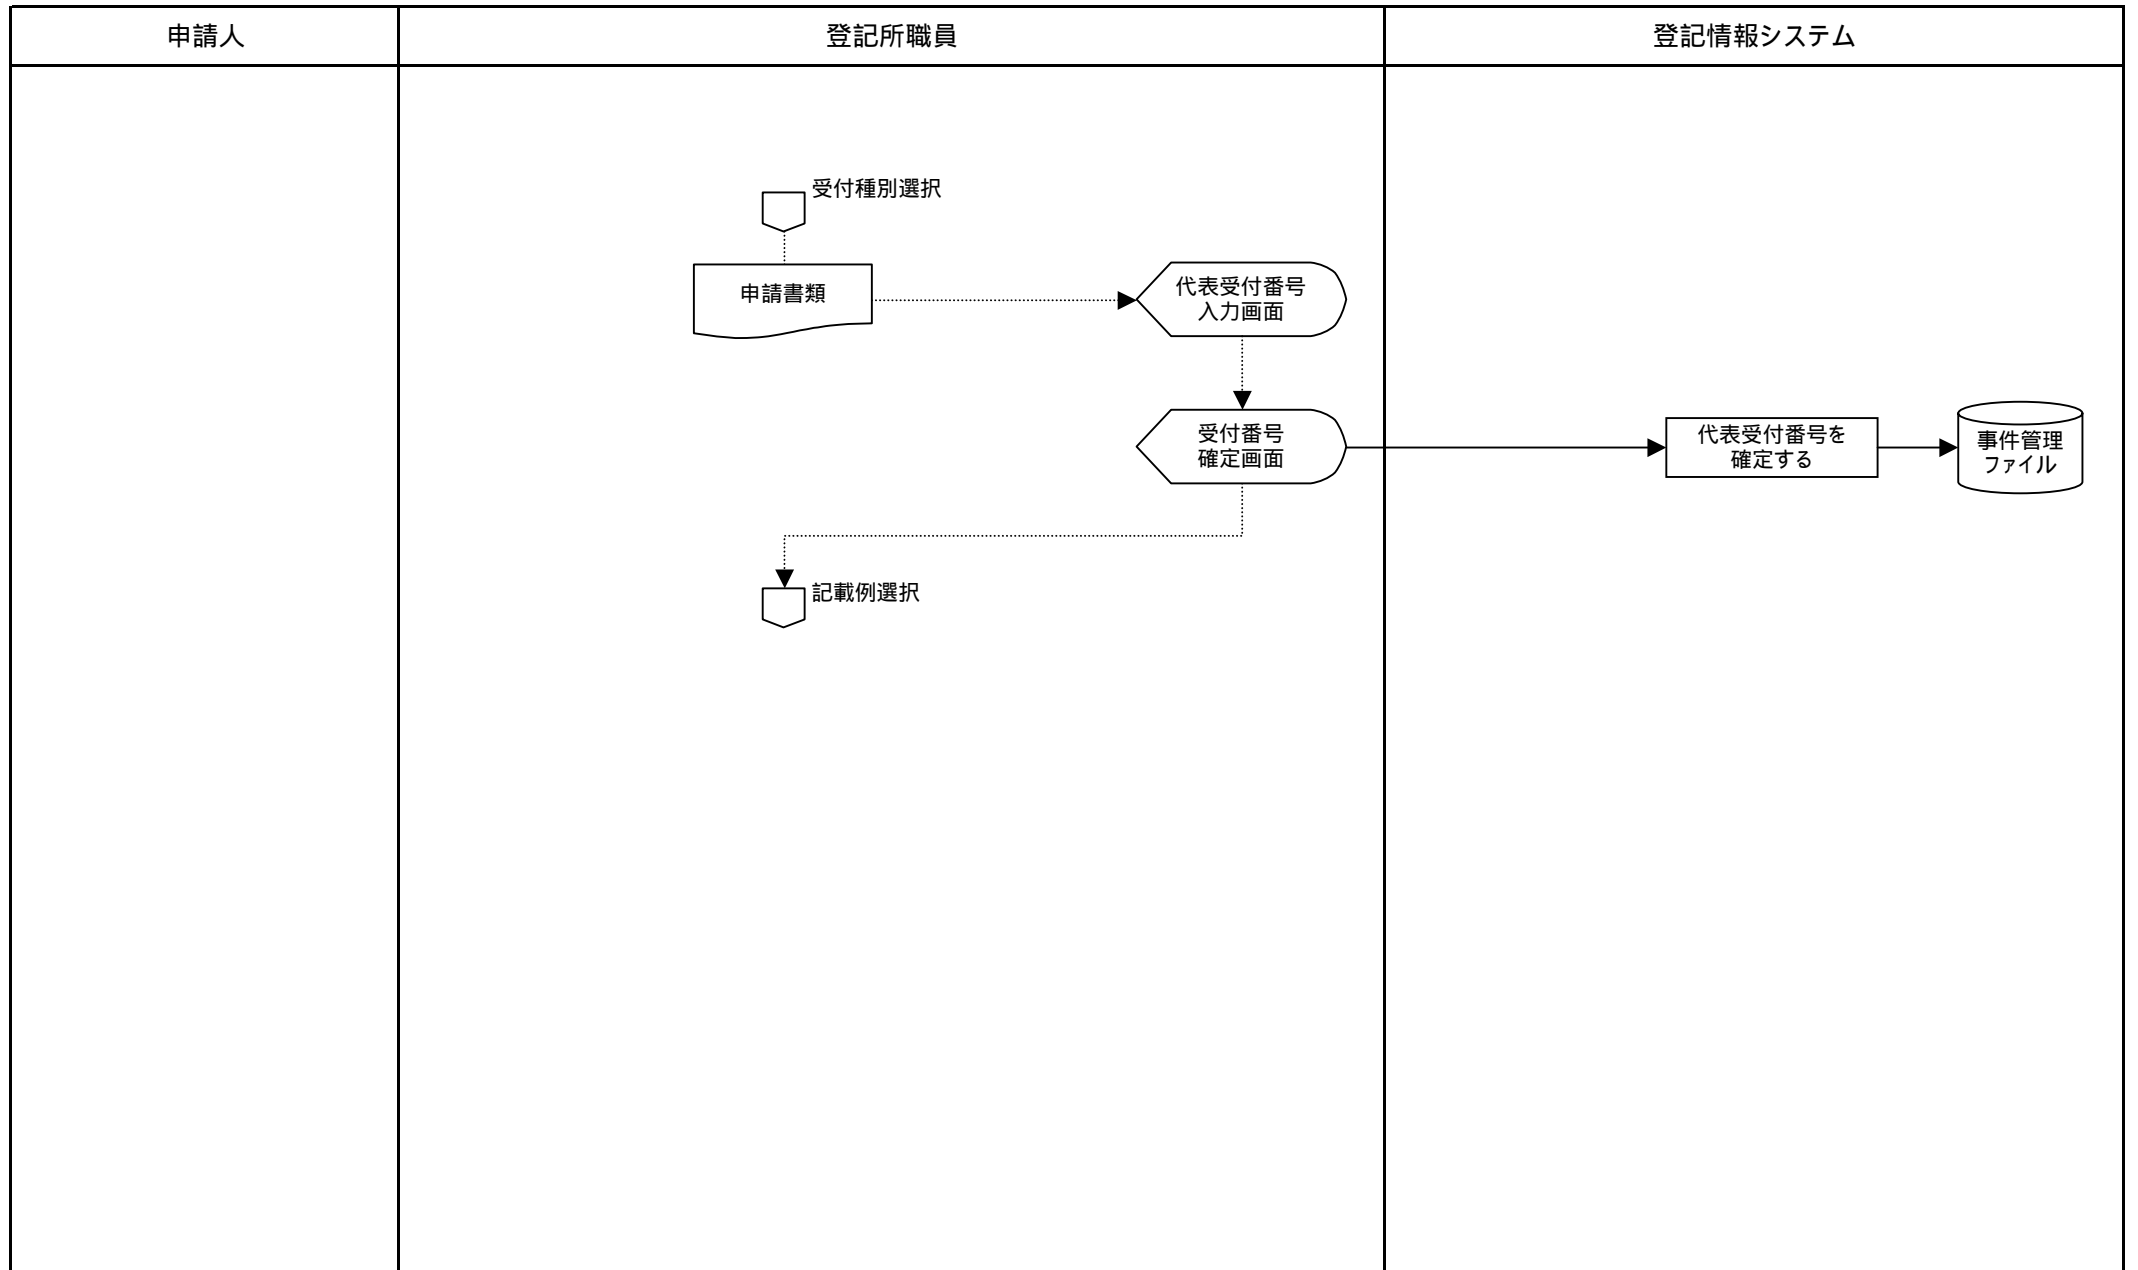 申請人
登記所職員
登記情報システム
受付種別選択
申請書類
代表受付番号
入力画面
受付番号
確定画面
代表受付番号を
確定する
事件管理
ファイル
記載例選択